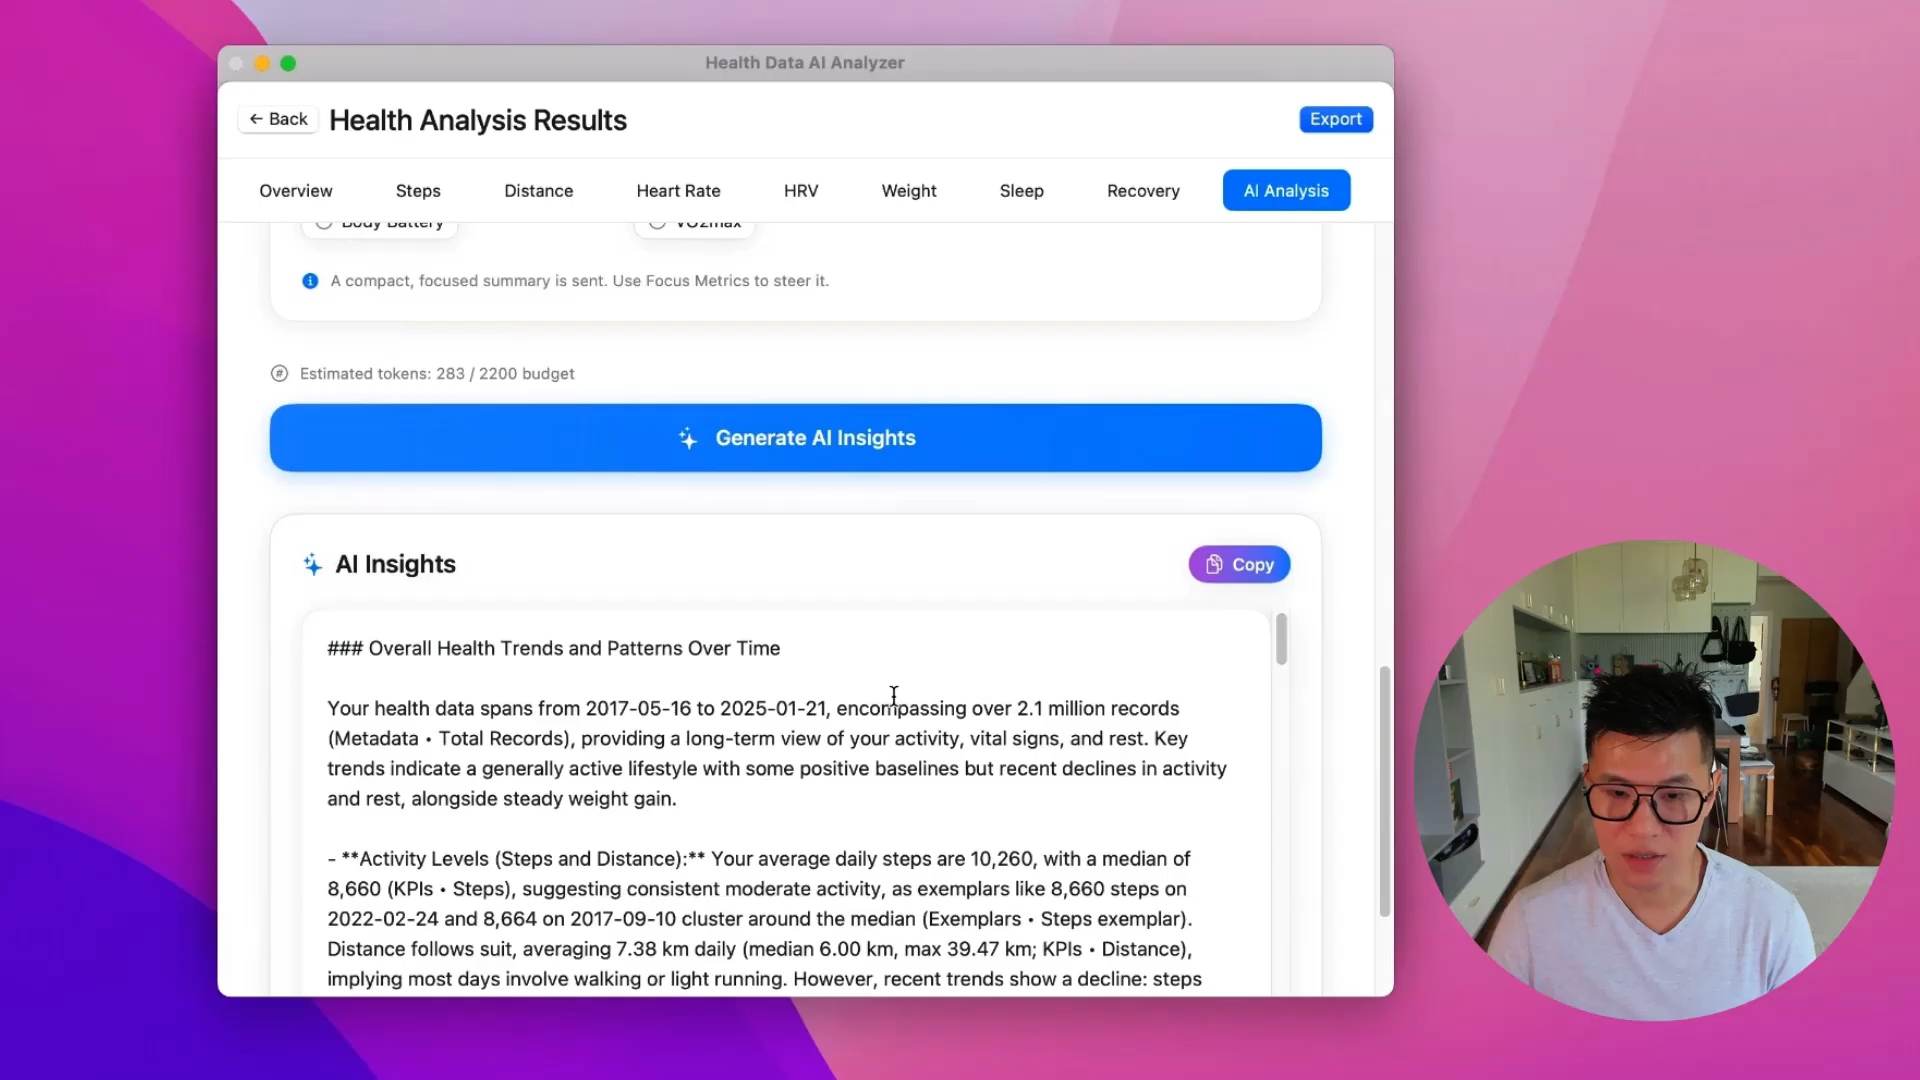 Health Data AI Analyzer
← Back
Health Analysis Results
Export
Overview
Steps
Distance
Heart Rate
HRV
Weight
Sleep
Recovery
AI Analysis
Body Battery
VO2max
A compact, focused summary is sent. Use Focus Metrics to steer it.
Estimated tokens: 283 / 2200 budget
Generate AI Insights
AI Insights
Copy
### Overall Health Trends and Patterns Over Time
Your health data spans from 2017-05-16 to 2025-01-21, encompassing over 2.1 million records
(Metadata • Total Records), providing a long-term view of your activity, vital signs, and rest. Key
trends indicate a generally active lifestyle with some positive baselines but recent declines in activity
and rest, alongside steady weight gain.
- **Activity Levels (Steps and Distance):** Your average daily steps are 10,260, with a median of
8,660 (KPIs • Steps), suggesting consistent moderate activity, as exemplars like 8,660 steps on
2022-02-24 and 8,664 on 2017-09-10 cluster around the median (Exemplars • Steps exemplar).
Distance follows suit, averaging 7.38 km daily (median 6.00 km, max 39.47 km; KPIs • Distance),
implying most days involve walking or light running. However, recent trends show a decline: steps